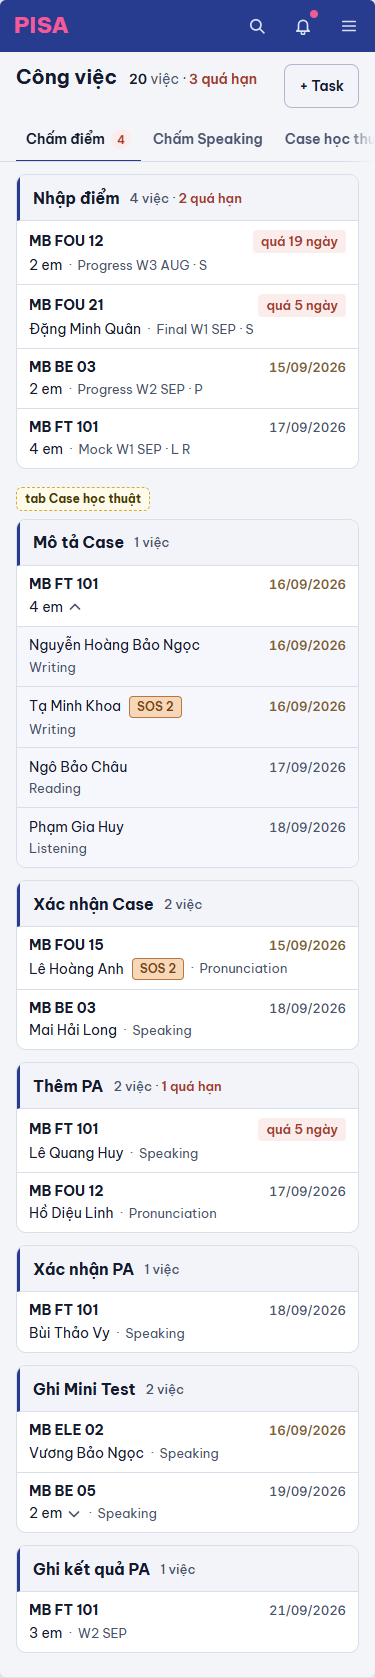 PISA
Công việc 20 việc · 3 quá hạn
+ Task
Chấm điểm 4 Chấm Speaking Case học
Nhập điểm 4 việc · 2 quá hạn
MB FOU 12 quá 19 ngày
2 em · Progress W3 AUG · S
MB FOU 21 quá 5 ngày
Đặng Minh Quân · Final W1 SEP · S
MB BE 03 15/09/2026
2 em · Progress W2 SEP · P
MB FT 101 17/09/2026
4 em · Mock W1 SEP · L R
tab Case học thuật
Mô tả Case 1 việc
MB FT 101 16/09/2026
4 em
Nguyễn Hoàng Bảo Ngọc 16/09/2026
Writing
Tạ Minh Khoa SOS 2 16/09/2026
Writing
Ngô Bảo Châu 17/09/2026
Reading
Phạm Gia Huy 18/09/2026
Listening
Xác nhận Case 2 việc
MB FOU 15 15/09/2026
Lê Hoàng Anh SOS 2 · Pronunciation
MB BE 03 18/09/2026
Mai Hải Long · Speaking
Thêm PA 2 việc · 1 quá hạn
MB FT 101 quá 5 ngày
Lê Quang Huy · Speaking
MB FOU 12 17/09/2026
Hồ Diệu Linh · Pronunciation
Xác nhận PA 1 việc
MB FT 101 18/09/2026
Bùi Thảo Vy · Speaking
Ghi Mini Test 2 việc
MB ELE 02 16/09/2026
Vương Bảo Ngọc · Speaking
MB BE 05 19/09/2026
2 em · Speaking
Ghi kết quả PA 1 việc
MB FT 101 21/09/2026
3 em · W2 SEP